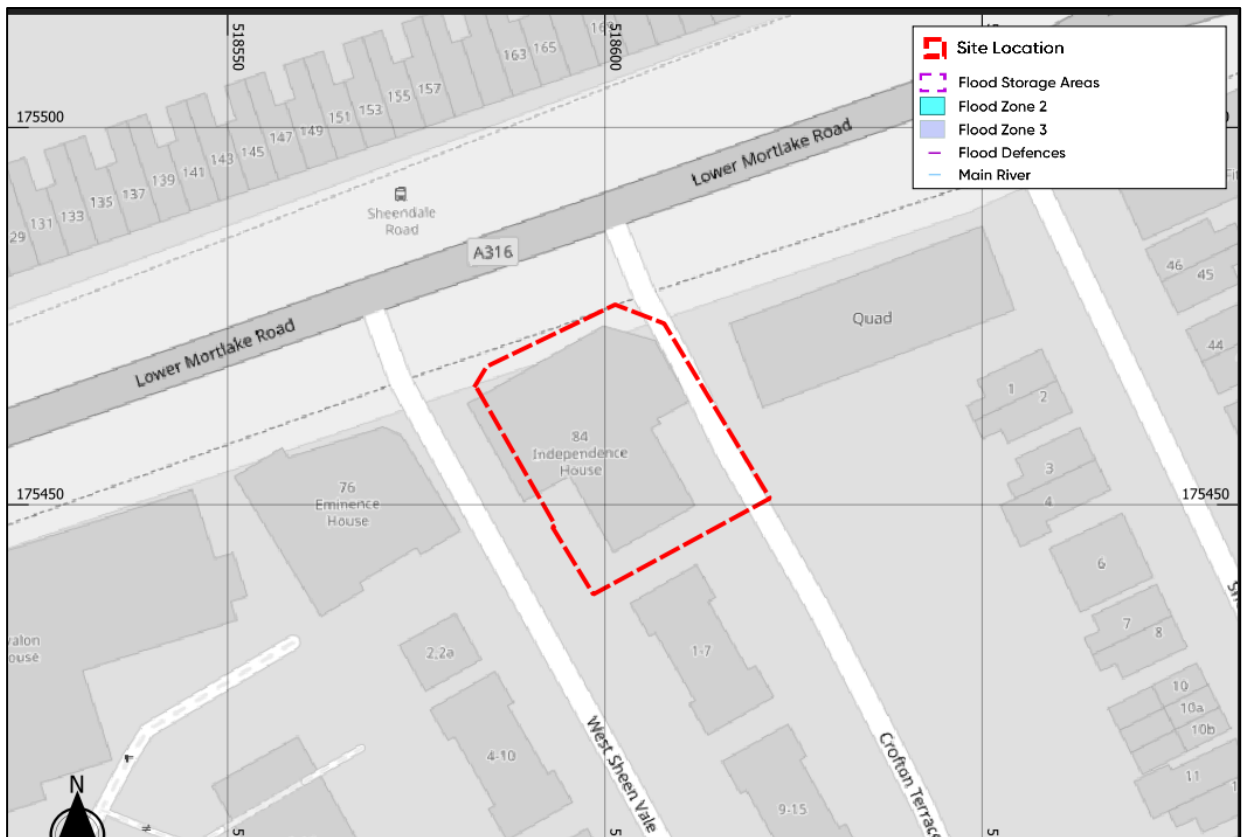 518550
518600
175500
163 165
157
155
153
151
149
147
145
143
141
139
137
135
133
131
29
Site Location
Flood Storage Areas
Flood Zone 2
Flood Zone 3
Flood Defences
Main River
Lower Mortlake Road
Sheendale
Road
A316
Lower Mortlake Road
Quad
46
45
44
1
2
3
4
6
7
8
10
10a
10b
11
84
Independence
House
76
Eminence
House
175450
175450
2,2a
1-7
4-10
9-15
West Sheen Vale
Crofton Terrace
N